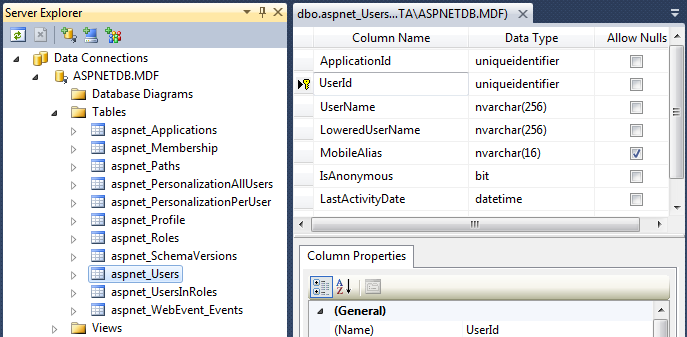 Server Explorer
Data Connections
ASPNETDB.MDF
Database Diagrams
Tables
aspnet_Applications
aspnet_Membership
aspnet_Paths
aspnet_PersonalizationAllUsers
aspnet_PersonalizationPerUser
aspnet_Profile
aspnet_Roles
aspnet_SchemaVersions
aspnet_Users
aspnet_UsersInRoles
aspnet_WebEvent_Events
Views
dbo.aspnet_Users...TA\ASPNETDB.MDF)
Column Name Data Type Allow Nulls
ApplicationId uniqueidentifier
UserId uniqueidentifier
UserName nvarchar(256)
LoweredUserName nvarchar(256)
MobileAlias nvarchar(16)
IsAnonymous bit
LastActivityDate datetime
Column Properties
(General)
(Name) UserId